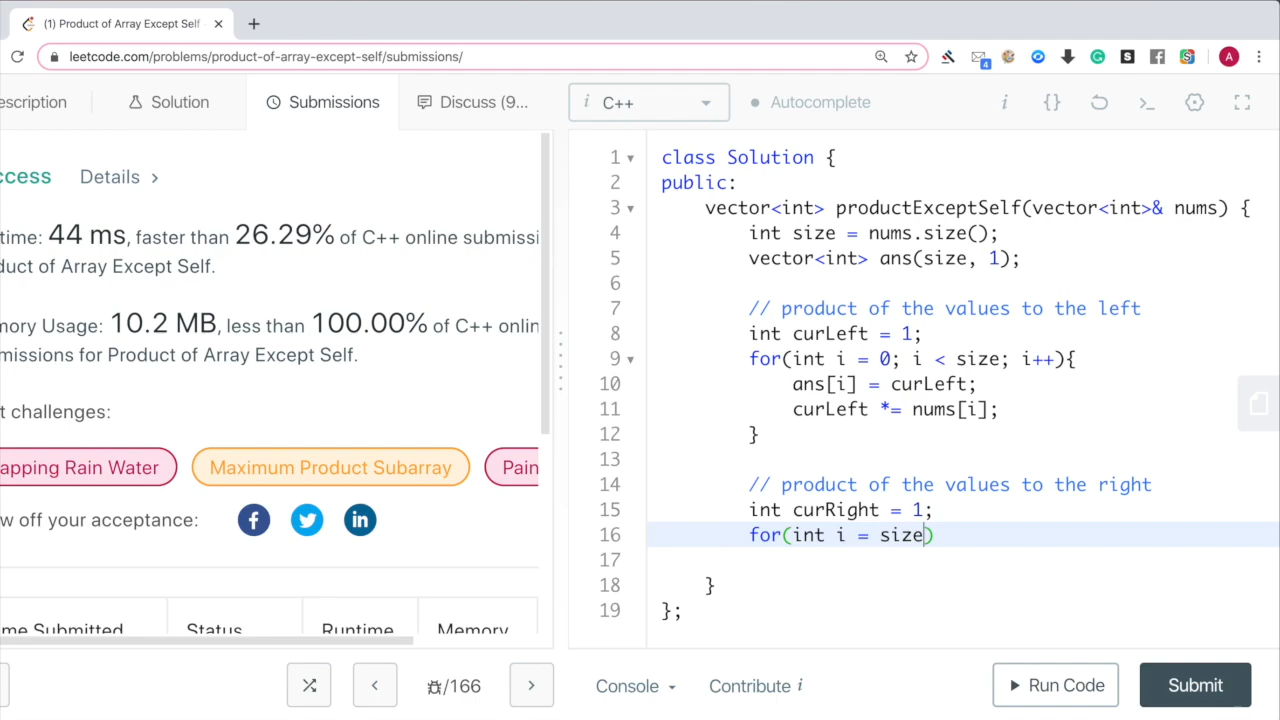 (1) Product of Array Except Self
leetcode.com/problems/product-of-array-except-self/submissions/
4
A
escription
Solution
Submissions
Discuss (9...
i C++
Autocomplete
i {}
ccess Details >
time: 44 ms, faster than 26.29% of C++ online submissi
duct of Array Except Self.
mory Usage: 10.2 MB, less than 100.00% of C++ onlin
missions for Product of Array Except Self.
t challenges:
apping Rain Water
Maximum Product Subarray
Pain
w off your acceptance:
me Submitted Status Runtime Memory
1 class Solution {
2 public:
3 vector<int> productExceptSelf(vector<int>& nums) {
4 int size = nums.size();
5 vector<int> ans(size, 1);
6
7 // product of the values to the left
8 int curLeft = 1;
9 for(int i = 0; i < size; i++){
10 ans[i] = curLeft;
11 curLeft *= nums[i];
12 }
13
14 // product of the values to the right
15 int curRight = 1;
16 for(int i = size)
17
18 }
19 };
/166
Console
Contribute i
Run Code
Submit